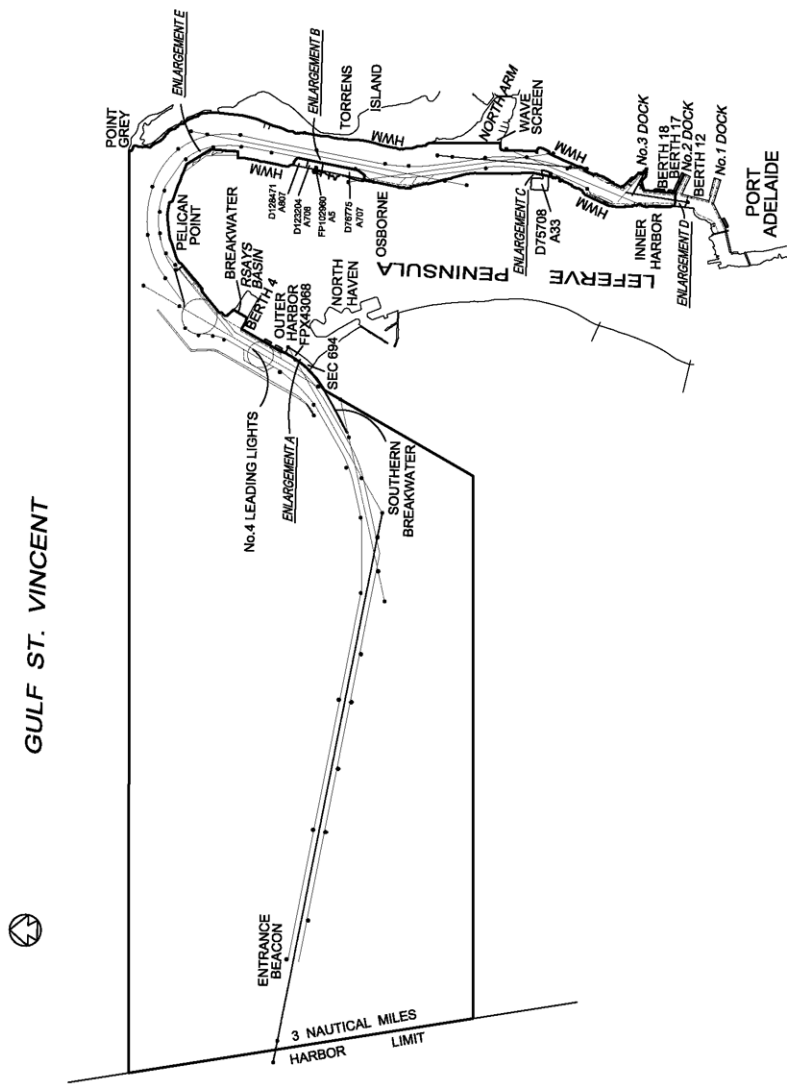 GULF ST. VINCENT
ENTRANCE
BEACON
3 NAUTICAL MILES
HARBOR LIMIT
No.4 LEADING LIGHTS
ENLARGEMENT A
SOUTHERN
BREAKWATER
PELICAN
POINT
BREAKWATER
RSAYS
BASIN
BERTH 4
OUTER
HARBOR
FPX43068
SEC 694
NORTH
HAVEN
POINT
GREY
ENLARGEMENT E
HWM
D128471
A807
D122204
A706
FP102960
A5
D76775
A707
ENLARGEMENT B
TORRENS
ISLAND
HWM
OSBORNE
LEFERVE PENINSULA
NORTH ARM
WAVE
SCREEN
ENLARGEMENT C
D75708
A33
HWM
HWM
INNER
HARBOR
ENLARGEMENT D
No.3 DOCK
BERTH 18
BERTH 17
No.2 DOCK
BERTH 12
No.1 DOCK
PORT
ADELAIDE